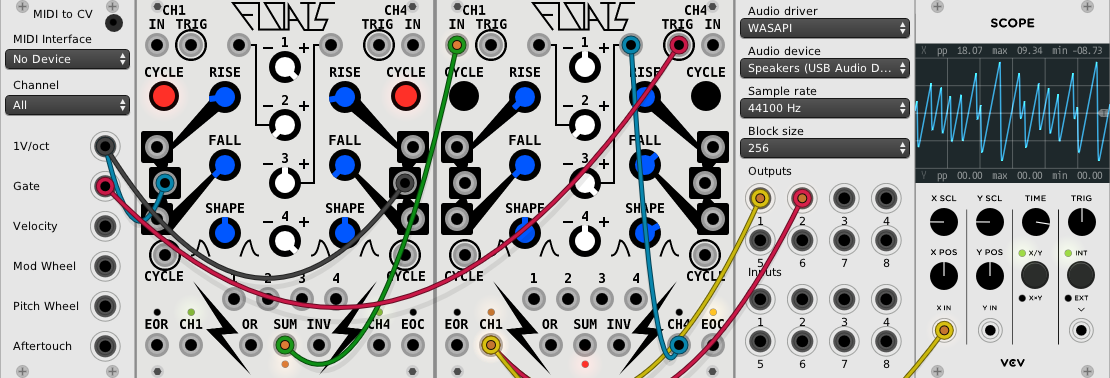 MIDI to CV
MIDI Interface
No Device
Channel
All
1V/oct
Gate
Velocity
Mod Wheel
Pitch Wheel
Aftertouch
FLOATS
CH1 CH4
IN TRIG TRIG IN
1
CYCLE RISE RISE CYCLE
2
FALL FALL
3
SHAPE SHAPE
4
CYCLE CYCLE
1 2 3 4
EOR CH1 OR SUM INV CH4 EOC
FLOATS
CH1 CH4
IN TRIG TRIG IN
1
CYCLE RISE RISE CYCLE
2
FALL FALL
3
SHAPE SHAPE
4
CYCLE CYCLE
1 2 3 4
EOR CH1 OR SUM INV CH4 EOC
Audio driver
WASAPI
Audio device
Speakers (USB Audio D...
Sample rate
44100 Hz
Block size
256
Outputs
1 2 3 4
5 6 7 8
Inputs
1 2 3 4
5 6 7 8
SCOPE
X pp 18.07 max 09.34 min -08.73
Y pp 00.00 max 00.00 min 00.00
X SCL Y SCL TIME TRIG
X POS Y POS X/Y INT
X×Y EXT
X IN Y IN
VCV